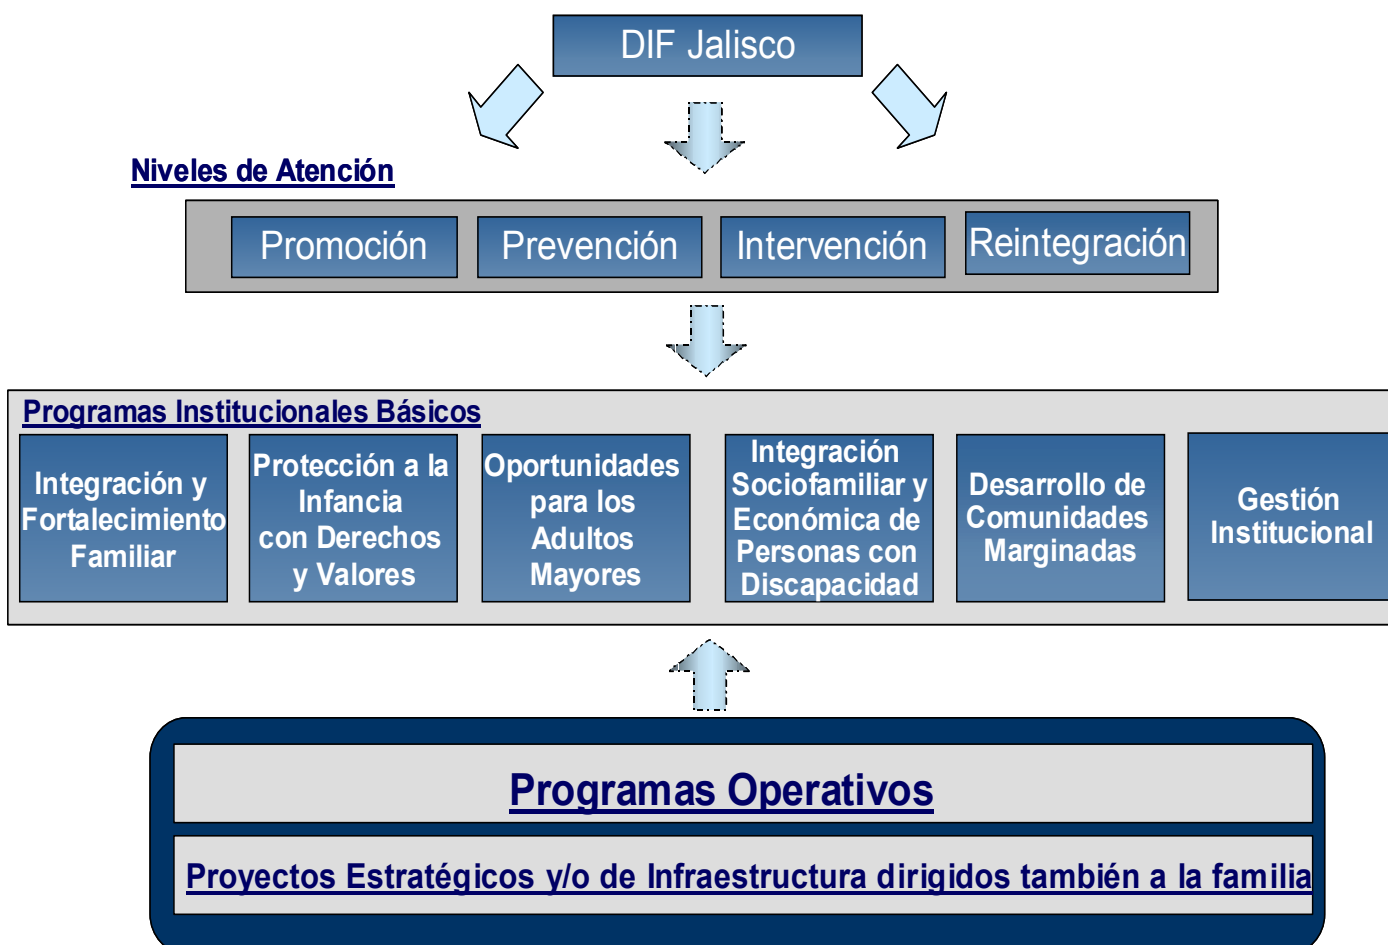 DIF Jalisco
Niveles de Atención
Promoción
Prevención
Intervención
Reintegración
Programas Institucionales Básicos
Integración y
Fortalecimiento
Familiar
Protección a la
Infancia
con Derechos
y Valores
Oportunidades
para los
Adultos
Mayores
Integración
Sociofamiliar y
Económica de
Personas con
Discapacidad
Desarrollo de
Comunidades
Marginadas
Gestión
Institucional
Programas Operativos
Proyectos Estratégicos y/o de Infraestructura dirigidos también a la familia